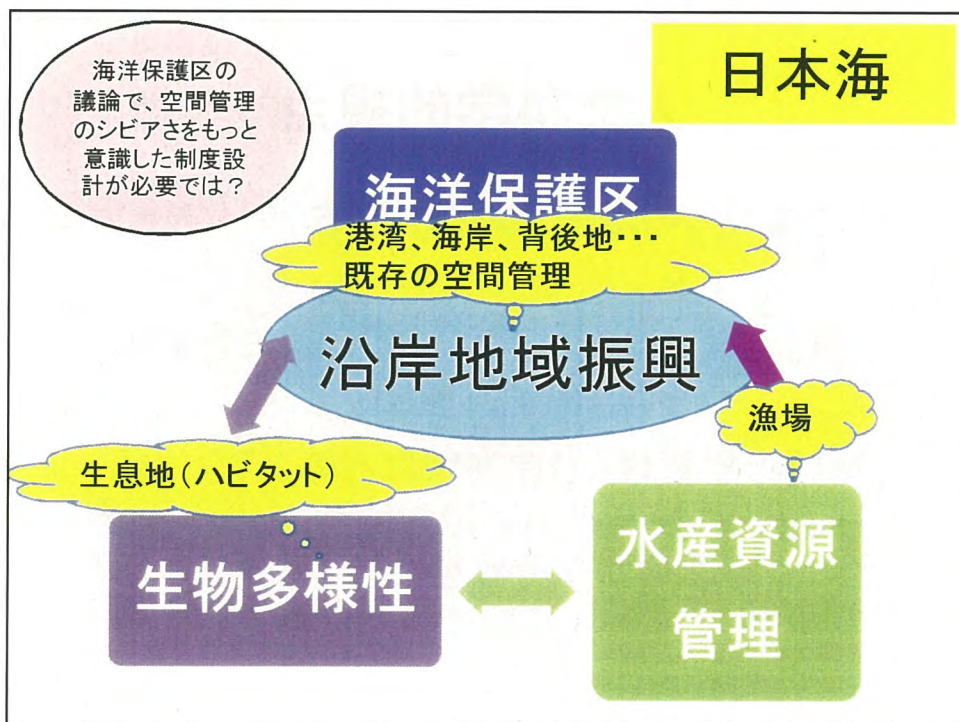 海洋保護区の
議論で、空間管理
のシビアさをもっと
意識した制度設
計が必要では？
日本海
海洋保護区
港湾、海岸、背後地・・・
既存の空間管理
沿岸地域振興
漁場
生息地（ハビタット）
生物多様性
水産資源
管理